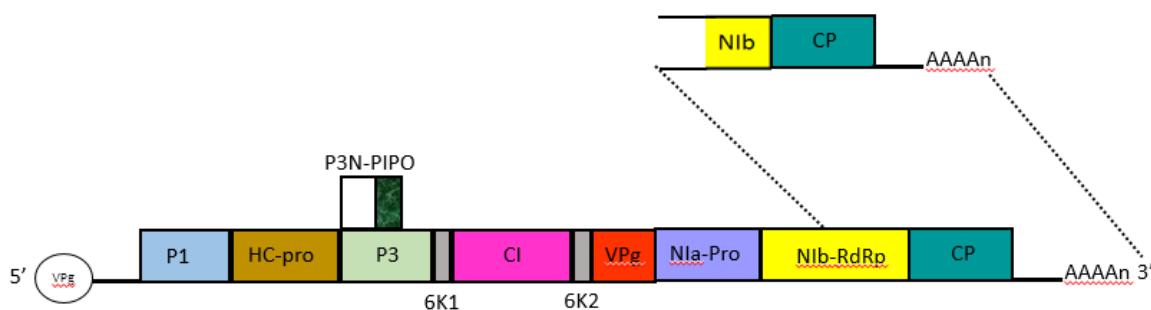 NIb CP
AAAAn
P3N-PIPO
5’ VPg P1 HC-pro P3 CI VPg NIa-Pro NIb-RdRp CP AAAAn 3’
6K1 6K2